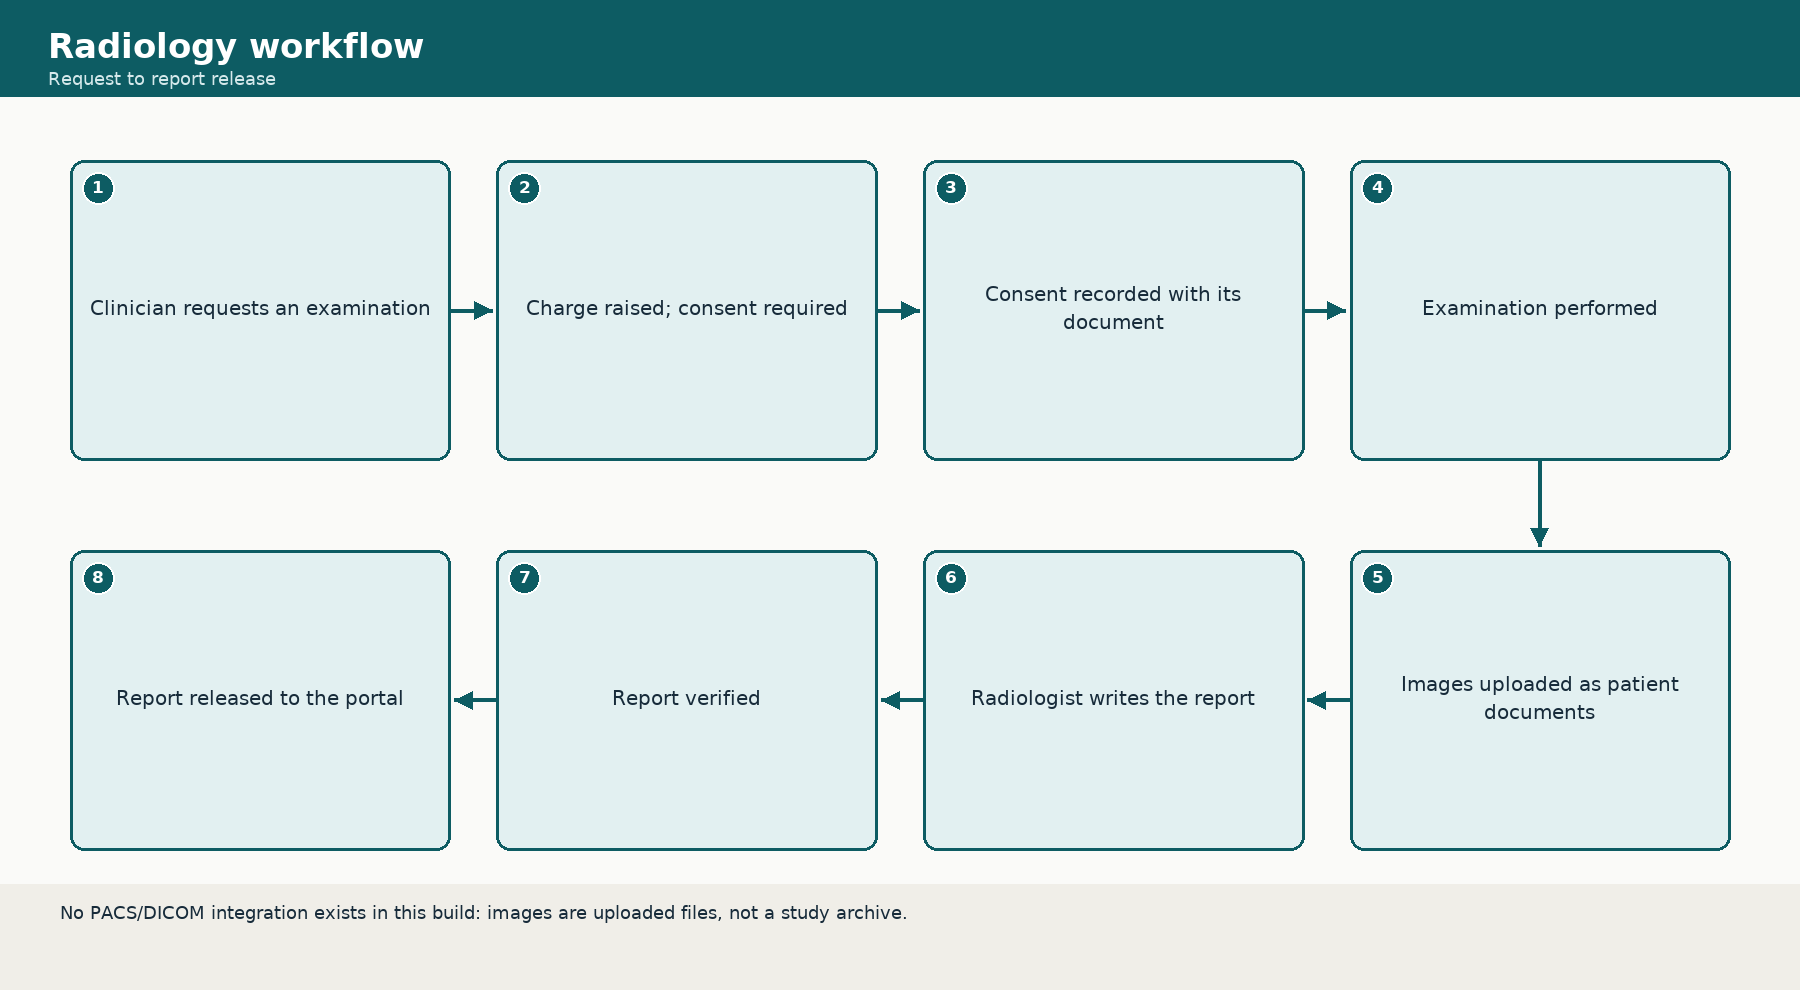 Radiology workflow
Request to report release
1
Clinician requests an examination
2
Charge raised; consent required
3
Consent recorded with its
document
4
Examination performed
5
Images uploaded as patient
documents
6
Radiologist writes the report
7
Report verified
8
Report released to the portal
No PACS/DICOM integration exists in this build: images are uploaded files, not a study archive.